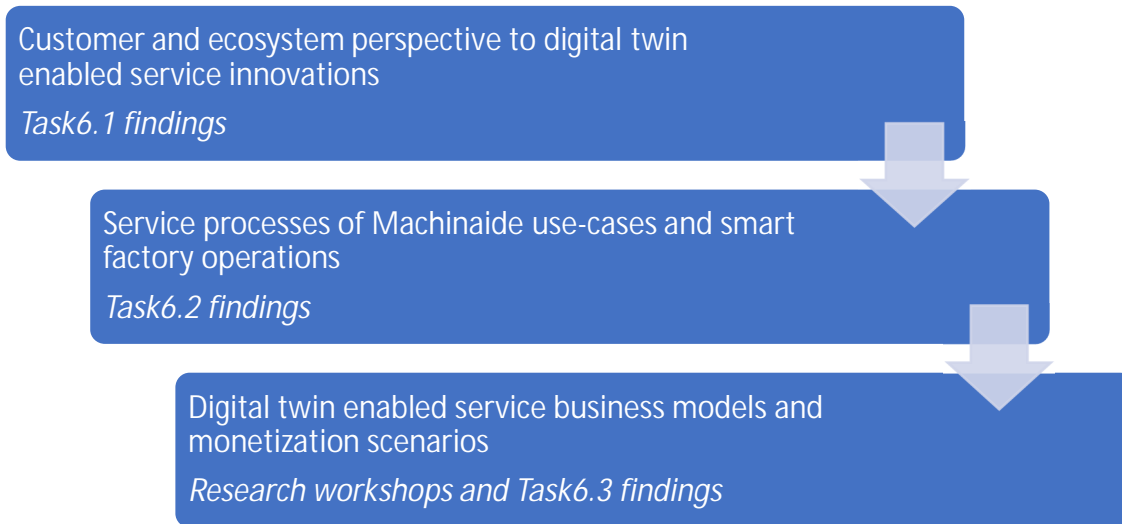 Customer and ecosystem perspective to digital twin
enabled service innovations
Task6.1 findings
Service processes of Machinaide use-cases and smart
factory operations
Task6.2 findings
Digital twin enabled service business models and
monetization scenarios
Research workshops and Task6.3 findings